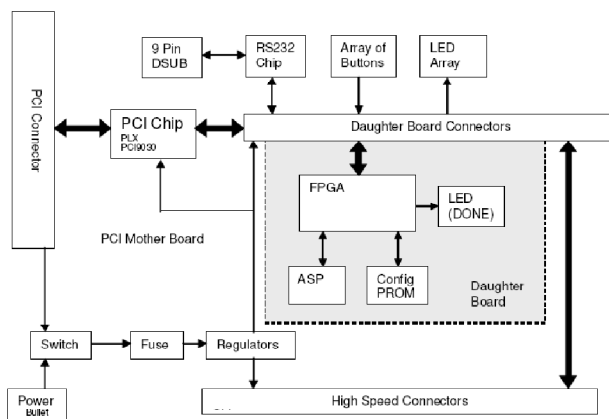 9 Pin
DSUB
RS232
Chip
Array of
Buttons
LED
Array
PCI Connector
PCI Chip
PLX
PCI9030
Daughter Board Connectors
FPGA
LED
(DONE)
PCI Mother Board
ASP
Config
PROM
Daughter
Board
Switch
Fuse
Regulators
Power
Bullet
High Speed Connectors